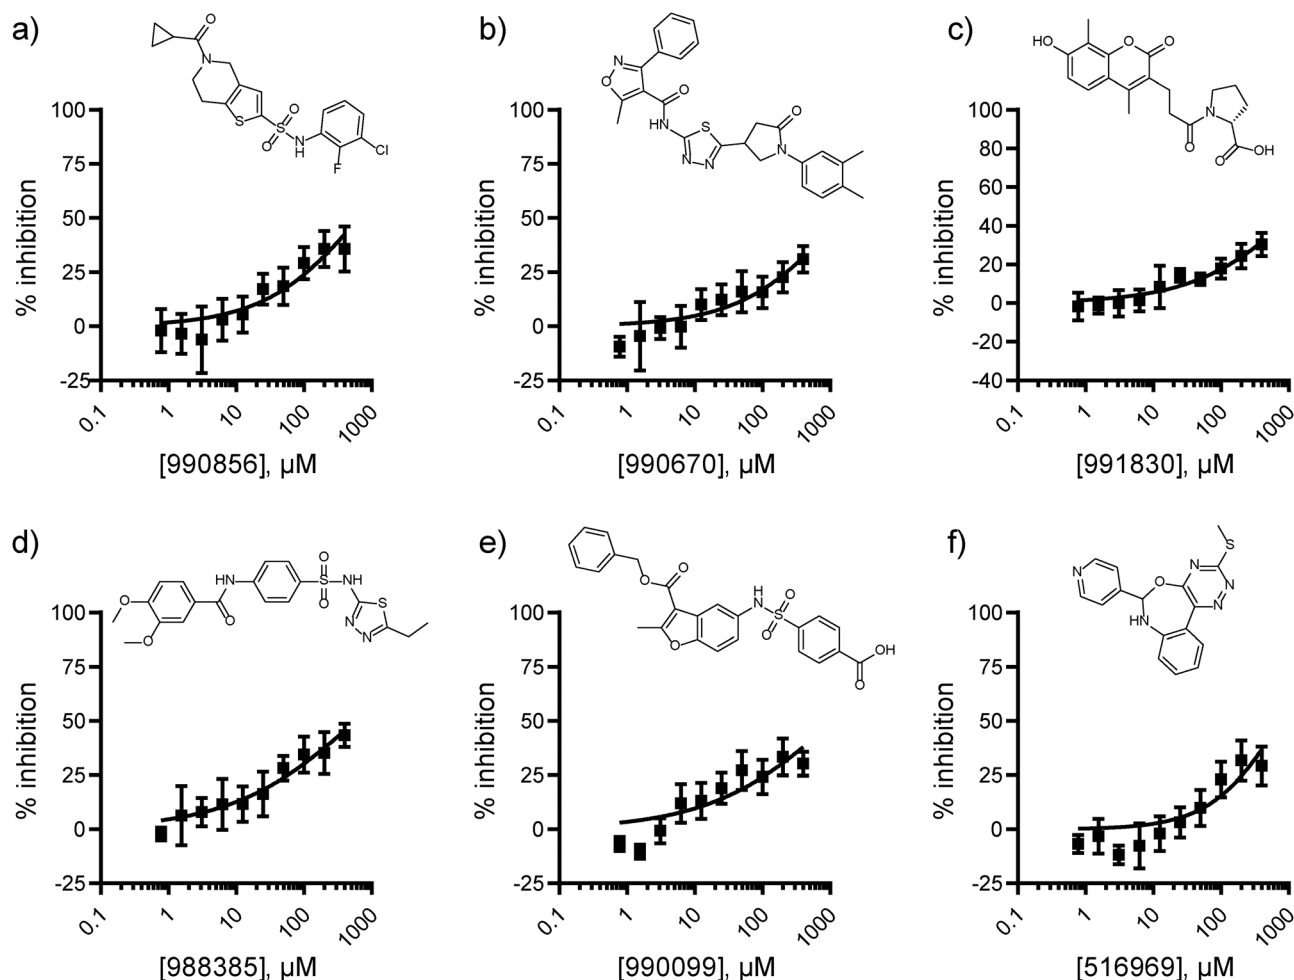 a)
O
N
S
S
O
O
N
H
F
Cl
% inhibition
100
75
50
25
0
-25
0.1
1
10
100
1000
[990856], µM
b)
N
O
O
HN
S
N
N
O
N
% inhibition
100
75
50
25
0
-25
0.1
1
10
100
1000
[990670], µM
c)
HO
O
O
N
O
O
OH
% inhibition
100
80
60
40
20
0
-20
-40
0.1
1
10
100
1000
[991830], µM
d)
O
O
O
HN
O
S
O
NH
S
N
N
% inhibition
100
75
50
25
0
-25
0.1
1
10
100
1000
[988385], µM
e)
O
O
O
H
N
S
O
O
OH
O
% inhibition
100
75
50
25
0
-25
0.1
1
10
100
1000
[990099], µM
f)
N
O
HN
N
N
N
S
% inhibition
100
75
50
25
0
-25
0.1
1
10
100
1000
[516969], µM